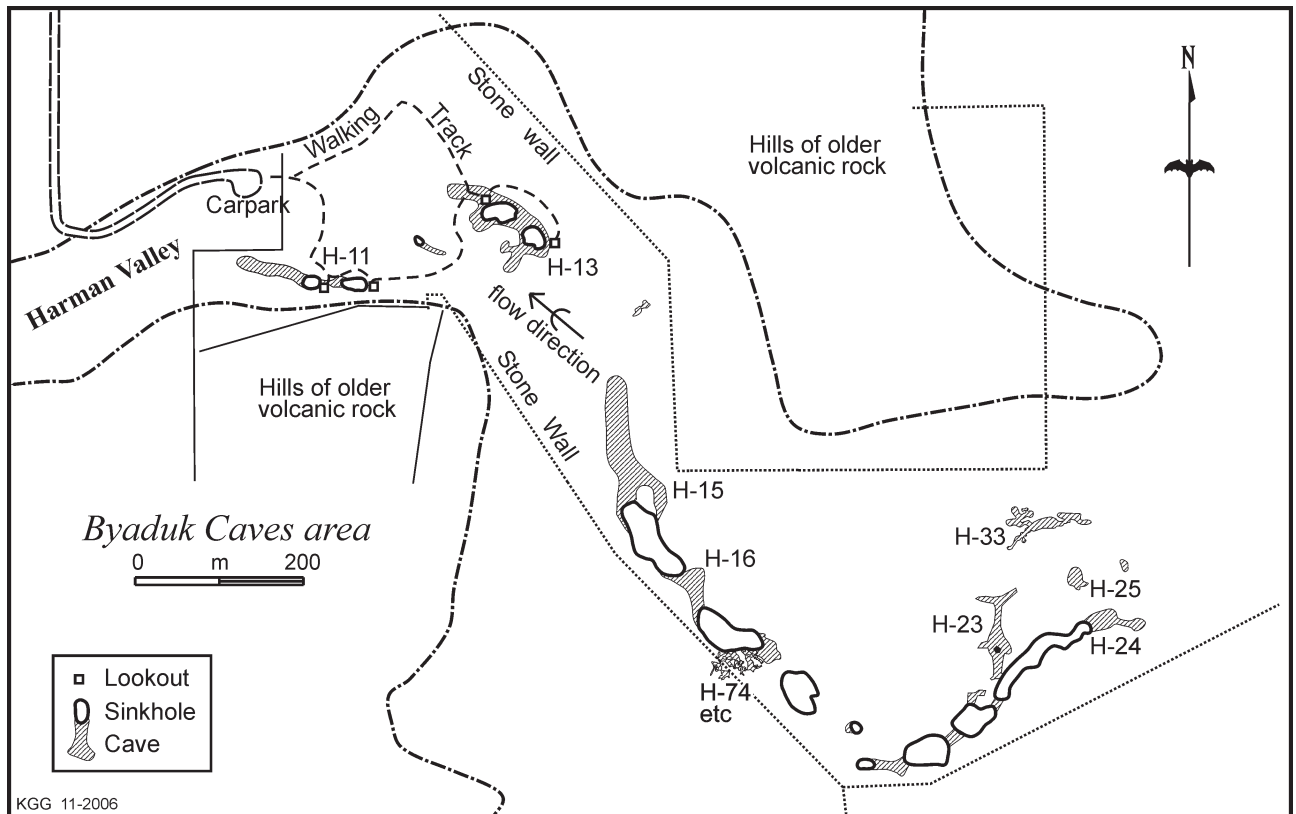 N
Stone wall
Walking Track
Hills of older
volcanic rock
Carpark
Harman Valley
H-11
H-13
flow direction
Stone Wall
Hills of older
volcanic rock
H-15
Byaduk Caves area
0 m 200
H-16
H-33
H-25
H-23
H-24
H-74
etc
Lookout
Sinkhole
Cave
KGG 11-2006